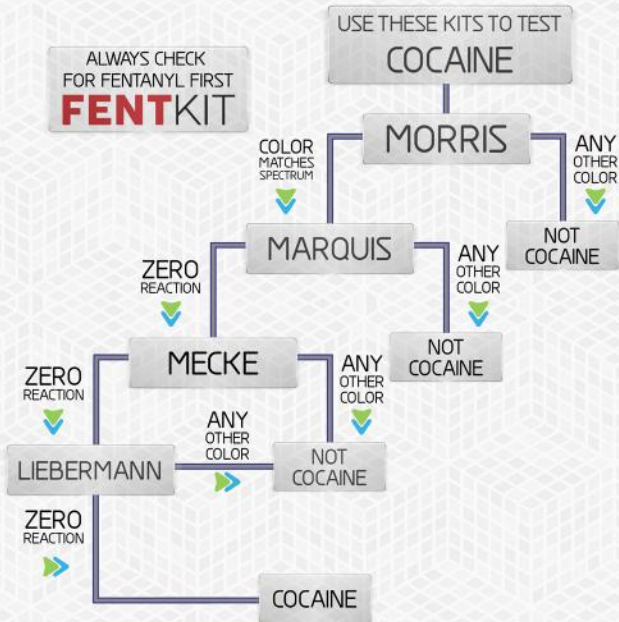 USE THESE KITS TO TEST
COCAINE
ALWAYS CHECK
FOR FENTANYL FIRST
FENTKIT
MORRIS
COLOR
MATCHES
SPECTRUM
ANY
OTHER
COLOR
NOT
COCAINE
MARQUIS
ZERO
REACTION
ANY
OTHER
COLOR
NOT
COCAINE
MECKE
ZERO
REACTION
ANY
OTHER
COLOR
ANY
OTHER
COLOR
LIEBERMANN
NOT
COCAINE
ZERO
REACTION
COCAINE